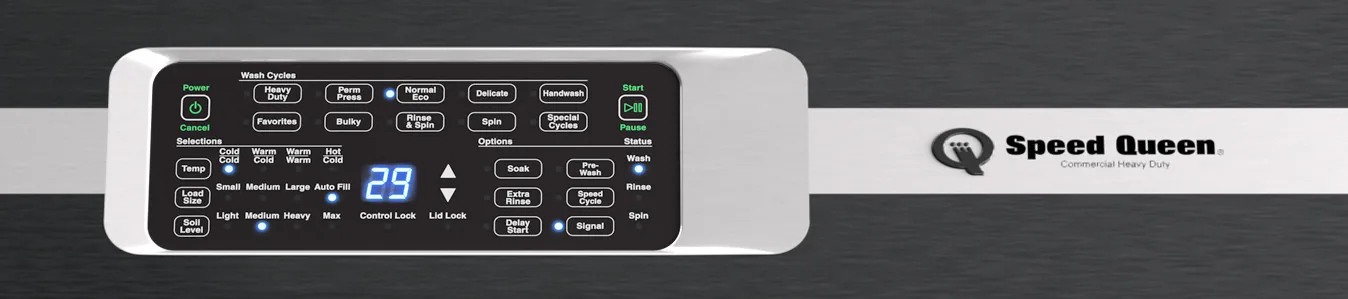 Wash Cycles
Power
Cancel
Heavy
Duty
Perm
Press
Normal
Eco
Delicate
Handwash
Favorites
Bulky
Rinse
& Spin
Spin
Special
Cycles
Start
Pause
Selections
Cold
Cold
Warm
Cold
Warm
Warm
Hot
Cold
Temp
Small
Medium
Large
Auto Fill
Load
Size
Light
Medium
Heavy
Max
Soil
Level
29
Control Lock
Lid Lock
Options
Soak
Pre-
Wash
Extra
Rinse
Speed
Cycle
Delay
Start
Signal
Status
Wash
Rinse
Spin
Speed Queen®
Commercial Heavy Duty